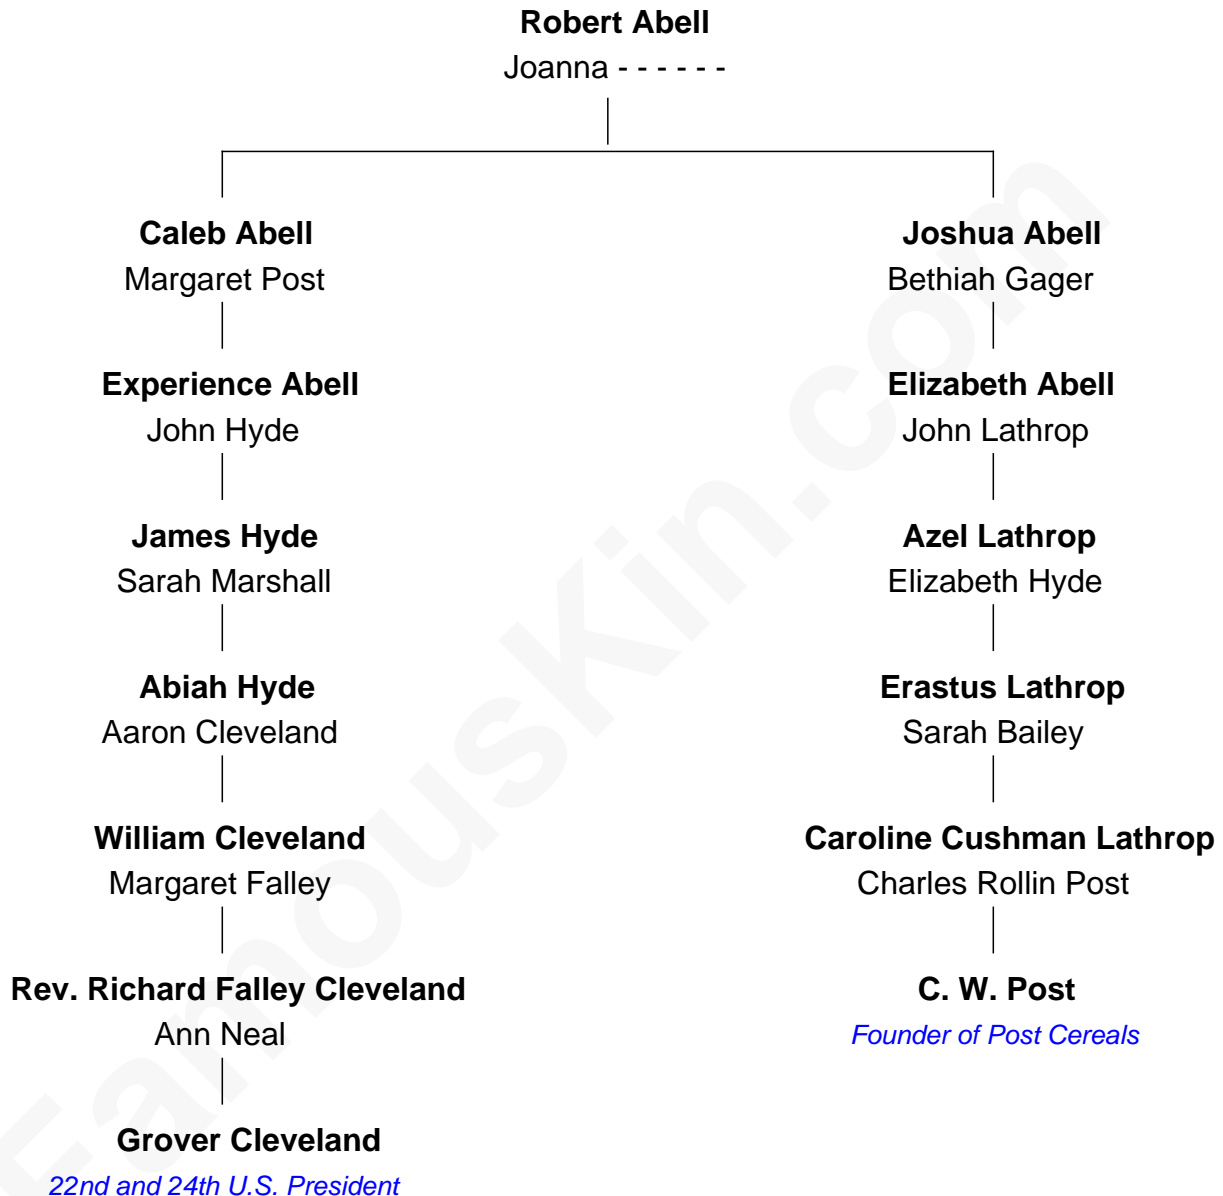 Robert Abell
Joanna - - - - - -
Caleb Abell
Margaret Post
Experience Abell
John Hyde
James Hyde
Sarah Marshall
Abiah Hyde
Aaron Cleveland
William Cleveland
Margaret Falley
Rev. Richard Falley Cleveland
Ann Neal
Grover Cleveland
22nd and 24th U.S. President
Joshua Abell
Bethiah Gager
Elizabeth Abell
John Lathrop
Azel Lathrop
Elizabeth Hyde
Erastus Lathrop
Sarah Bailey
Caroline Cushman Lathrop
Charles Rollin Post
C. W. Post
Founder of Post Cereals
FamousKin.com